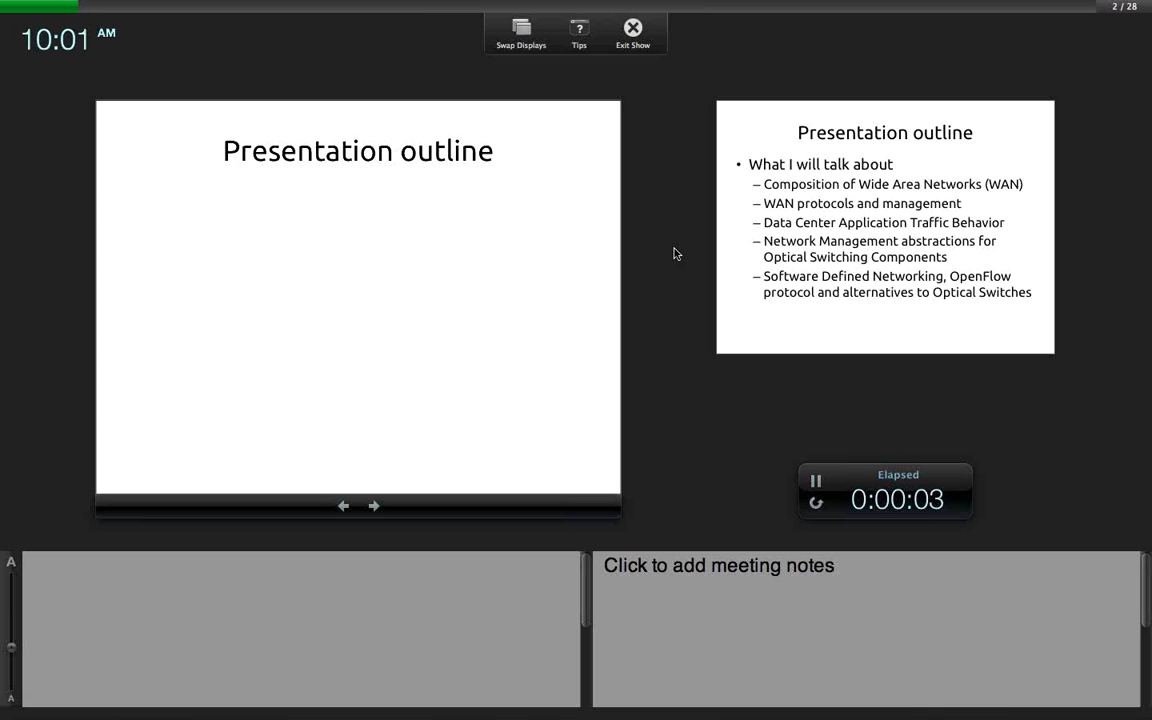 2 / 28
10:01 AM
Swap Displays
Tips
Exit Show
Presentation outline
Presentation outline
• What I will talk about
– Composition of Wide Area Networks (WAN)
– WAN protocols and management
– Data Center Application Traffic Behavior
– Network Management abstractions for
Optical Switching Components
– Software Defined Networking, OpenFlow
protocol and alternatives to Optical Switches
Elapsed
0:00:03
A
Click to add meeting notes
A